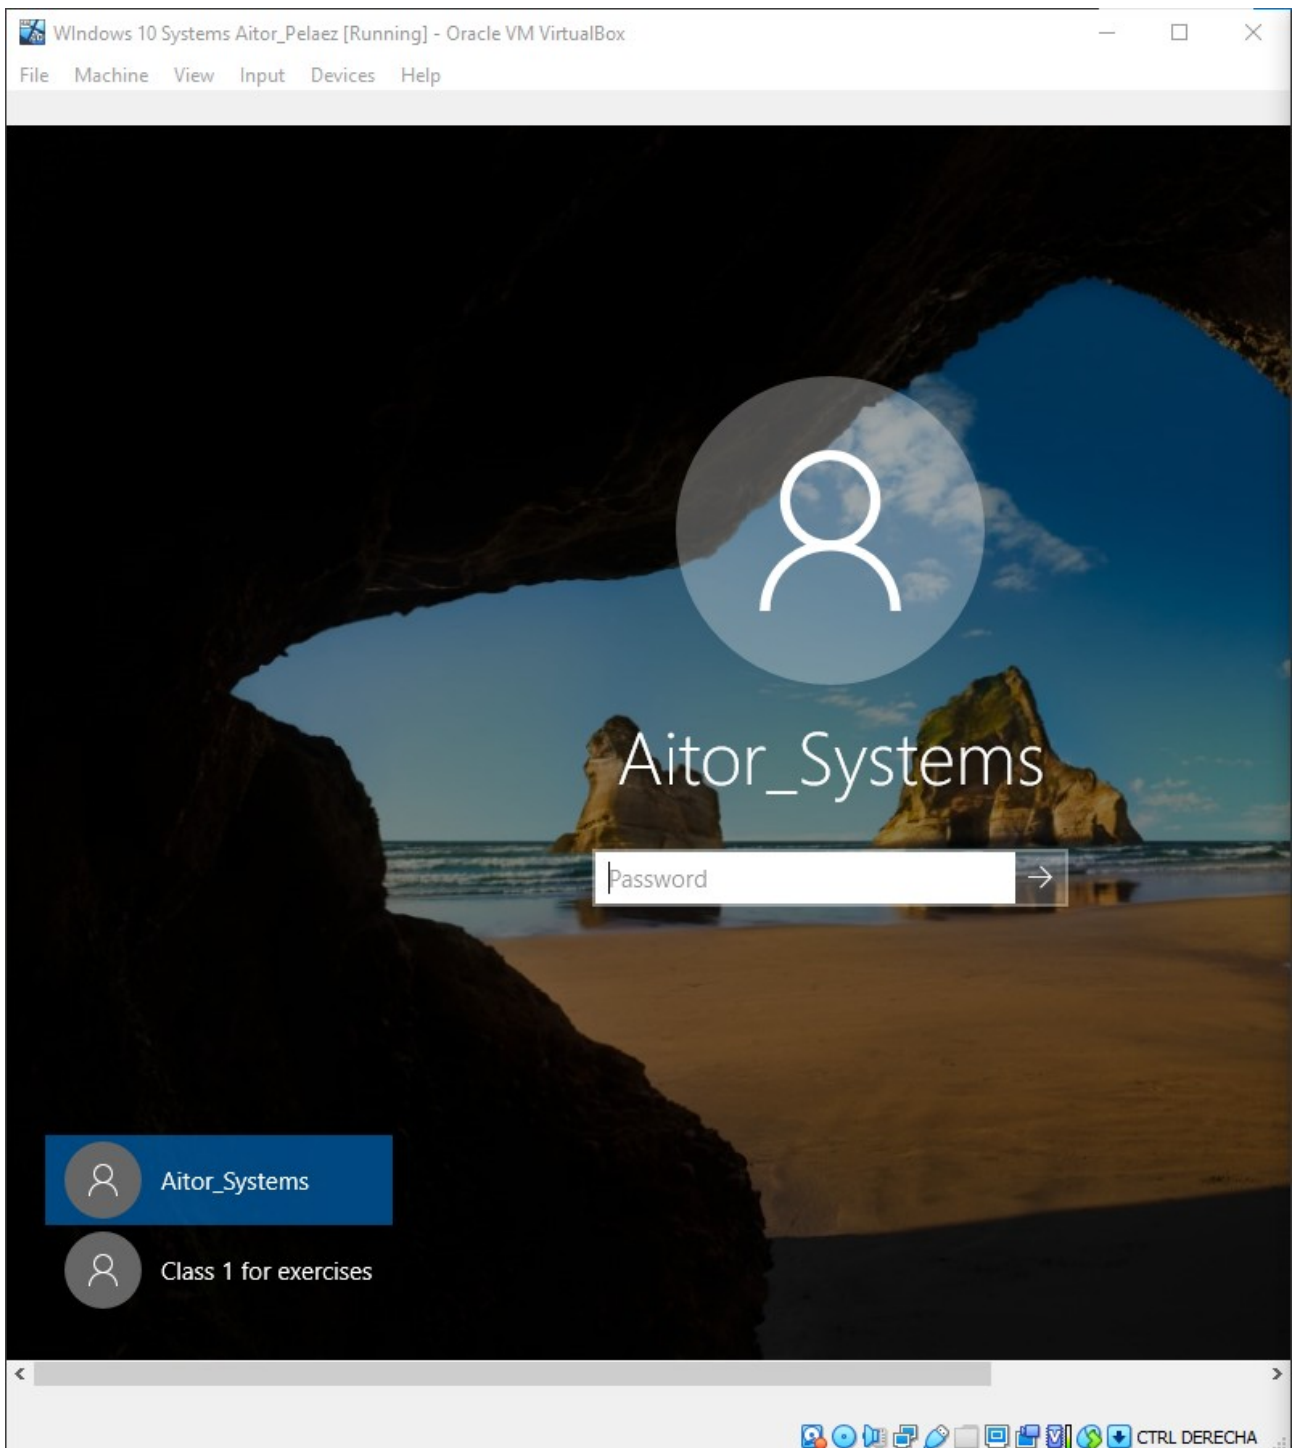 WIndows 10 Systems Aitor_Pelaez [Running] - Oracle VM VirtualBox
File Machine View Input Devices Help
Aitor_Systems
Password
Aitor_Systems
Class 1 for exercises
CTRL DERECHA